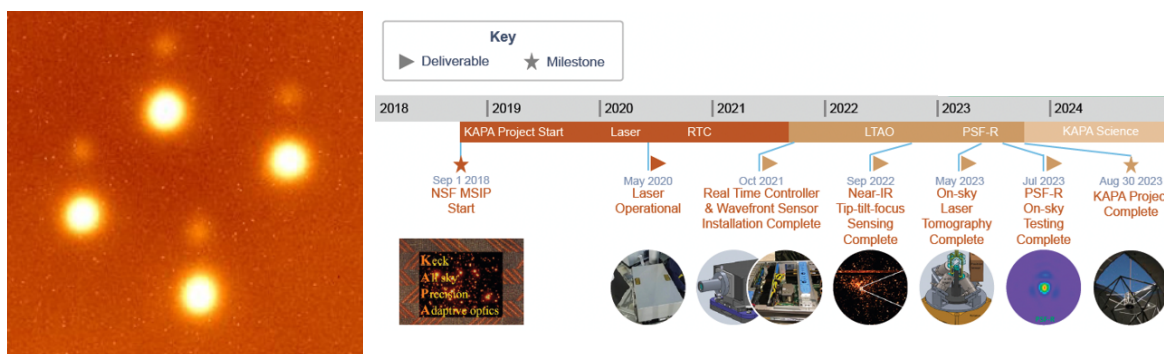 Key
Deliverable Milestone
2018 2019 2020 2021 2022 2023 2024
KAPA Project Start Laser RTC LTAO PSF-R KAPA Science
Sep 1 2018
NSF MSIP
Start
May 2020
Laser
Operational
Oct 2021
Real Time Controller
& Wavefront Sensor
Installation Complete
Sep 2022
Near-IR
Tip-tilt-focus
Sensing
Complete
May 2023
On-sky
Laser
Tomography
Complete
Jul 2023
PSF-R
On-sky
Testing
Complete
Aug 30 2023
KAPA Project
Complete
Keck
All sky
Precision
Adaptive optics